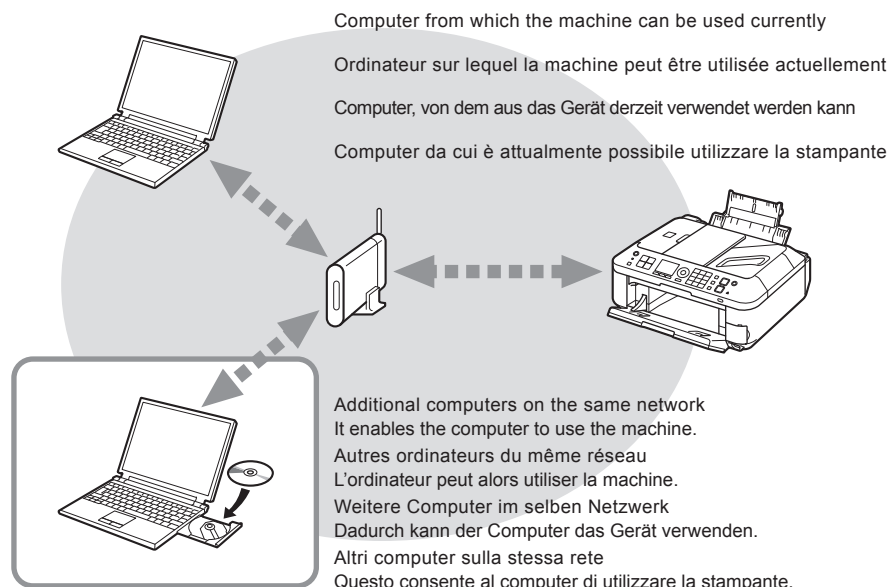 Computer from which the machine can be used currently
Ordinateur sur lequel la machine peut être utilisée actuellement
Computer, von dem aus das Gerät derzeit verwendet werden kann
Computer da cui è attualmente possibile utilizzare la stampante
Additional computers on the same network
It enables the computer to use the machine.
Autres ordinateurs du même réseau
L’ordinateur peut alors utiliser la machine.
Weitere Computer im selben Netzwerk
Dadurch kann der Computer das Gerät verwenden.
Altri computer sulla stessa rete
Questo consente al computer di utilizzare la stampante.